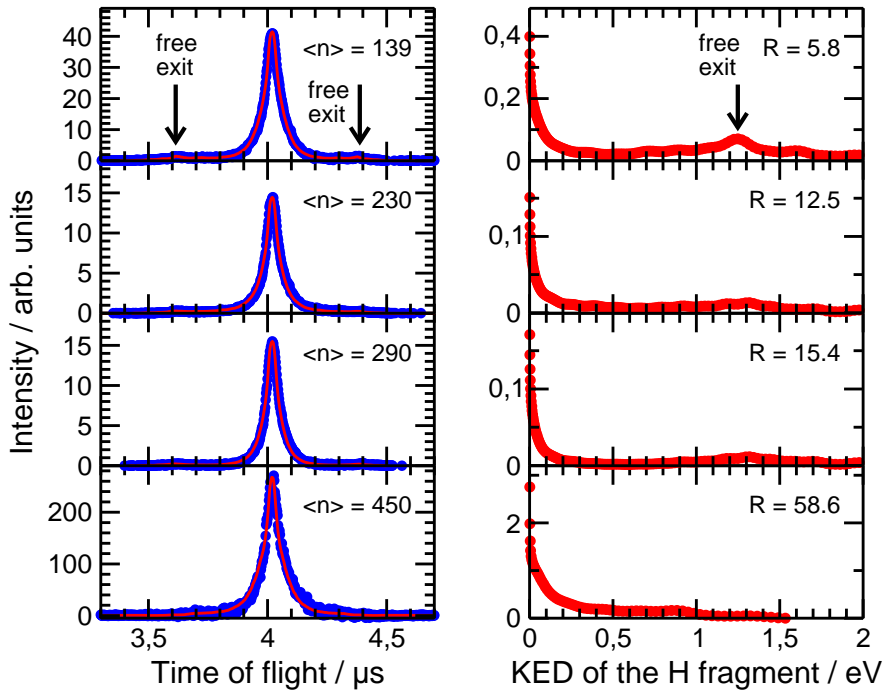 Intensity / arb. units
40
30
20
10
0
free
exit
<n> = 139
free
exit
15
10
5
0
<n> = 230
15
10
5
0
<n> = 290
200
100
0
<n> = 450
3,5
4
4,5
Time of flight / µs
0,4
0,2
0
free
exit
R = 5.8
0,1
0
R = 12.5
0,1
0
R = 15.4
2
0
R = 58.6
0
0,5
1
1,5
2
KED of the H fragment / eV